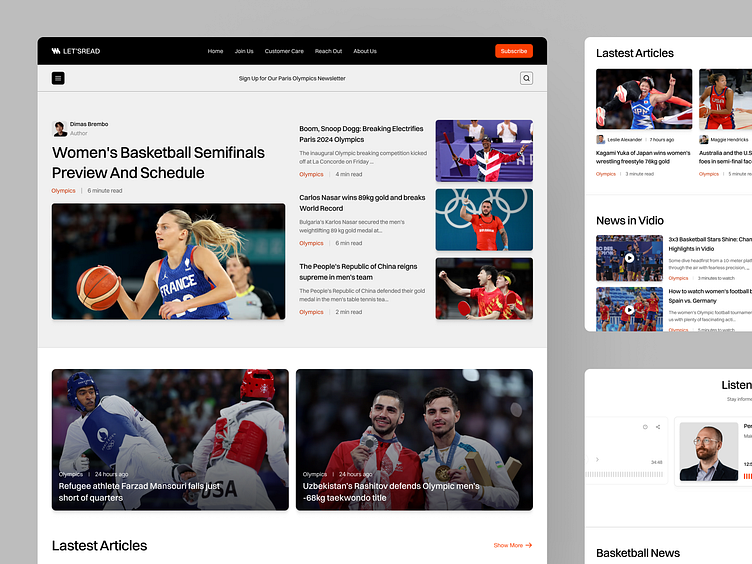 LET'SREAD
Home
Join Us
Customer Care
Reach Out
About Us
Subscribe
Sign Up for Our Paris Olympics Newsletter
Dimas Brembo
Author
Women's Basketball Semifinals
Preview And Schedule
Olympics | 6 minute read
FRANCE
Boom, Snoop Dogg: Breaking Electrifies
Paris 2024 Olympics
The inaugural Olympic breaking competition kicked
off at La Concorde on Friday ...
Olympics | 4 min read
Carlos Nasar wins 89kg gold and breaks
World Record
Bulgaria's Karlos Nasar secured the men's
weightlifting 89 kg gold medal at...
Olympics | 6 min read
The People's Republic of China reigns
supreme in men's team
The People's Republic of China defended their gold
medal in the men's table tennis tea...
Olympics | 2 min read
Olympics | 24 hours ago
Refugee athlete Farzad Mansouri falls just
short of quarters
USA
Olympics | 24 hours ago
Uzbekistan's Rashitov defends Olympic men's
-68kg taekwondo title
Lastest Articles
Show More
Lastest Articles
JPN
Leslie Alexander | 7 hours ago
Kagami Yuka of Japan wins women's
wrestling freestyle 76kg gold
Olympics | 3 minute read
Maggie Hendricks
Australia and the U.S
foes in semi-final fac
Olympics | 5 minute rea
News in Vidio
3x3 Basketball Stars Shine: Chan
Highlights in Vidio
Some dive headfirst from a 10-meter platf
through the air with fearless precision. ...
Olympics | 3 minutes to watch
How to watch women's football b
Spain vs. Germany
The women's Olympic football tournamen
us with plenty of fascinating acti...
Olympics | 5 minutes to watch
Listen
Stay informe
34:48
Per
Mak
12:5
Basketball News